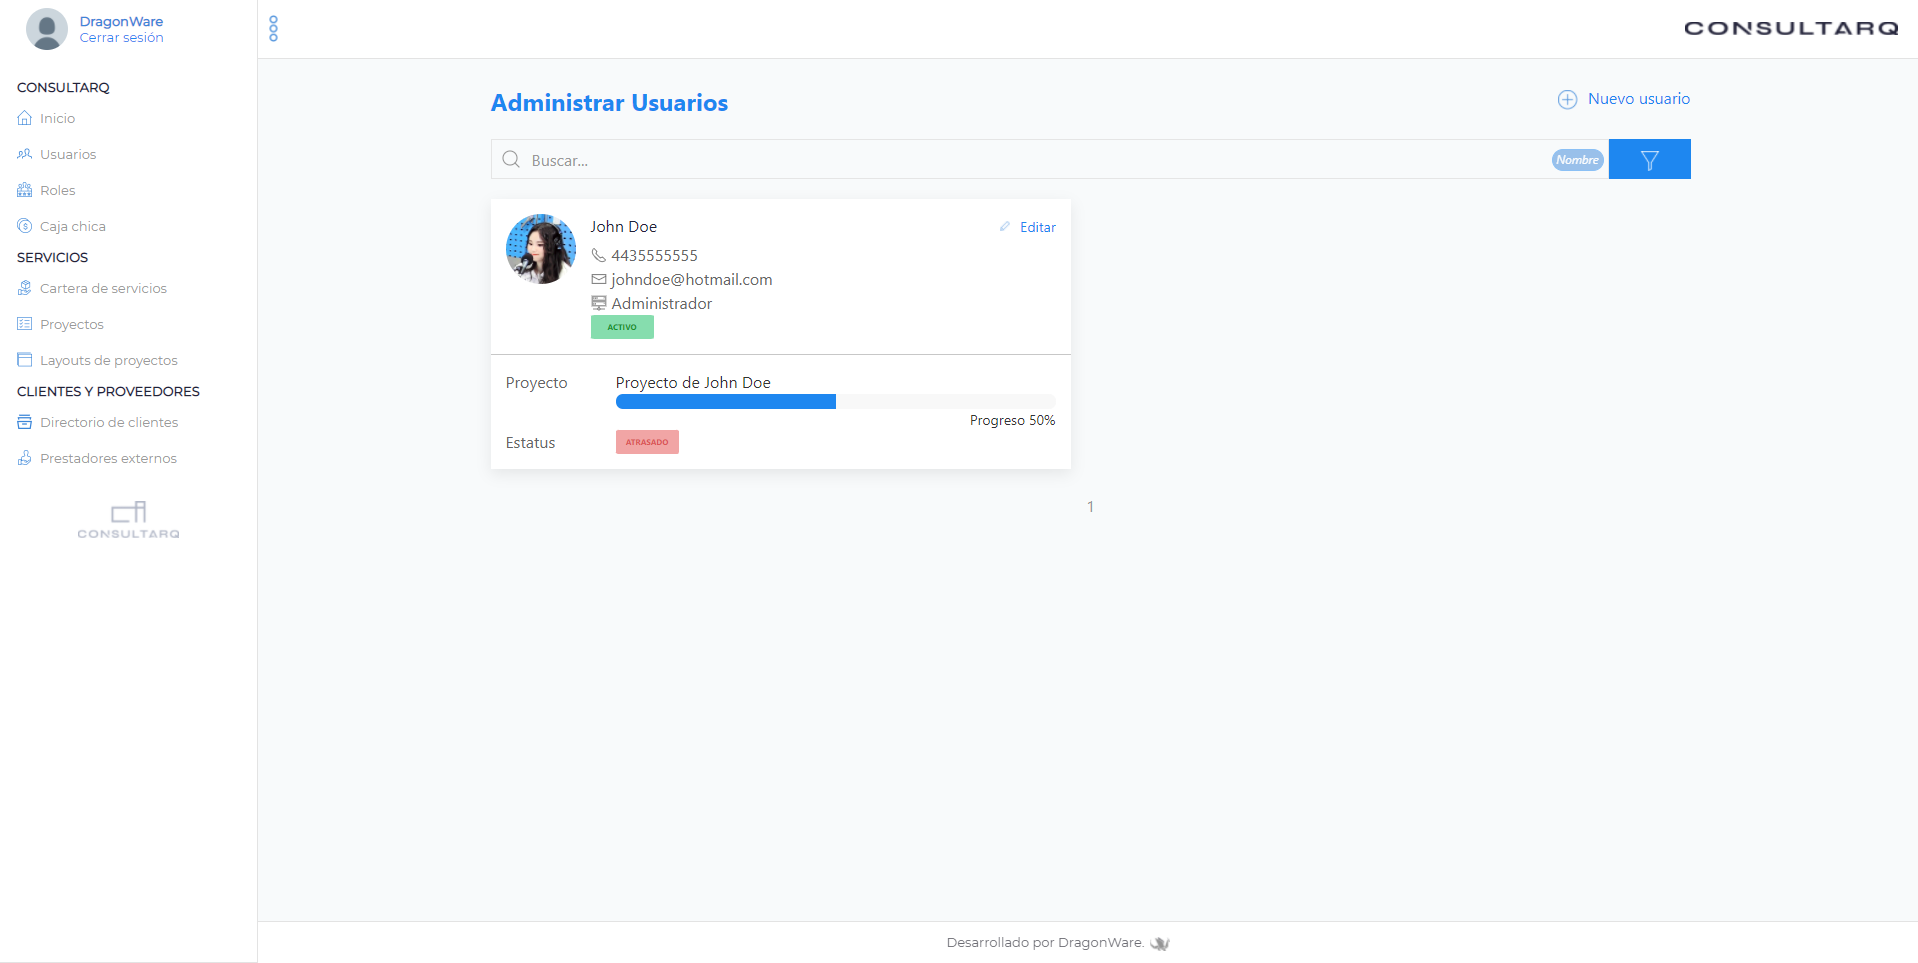 DragonWare
Cerrar sesión
CONSULTARQ
Inicio
Usuarios
Roles
Caja chica
SERVICIOS
Cartera de servicios
Proyectos
Layouts de proyectos
CLIENTES Y PROVEEDORES
Directorio de clientes
Prestadores externos
CONSULTARQ
CONSULTARQ
Administrar Usuarios
Nuevo usuario
Buscar...
Nombre
John Doe
Editar
4435555555
johndoe@hotmail.com
Administrador
ACTIVO
Proyecto
Proyecto de John Doe
Progreso 50%
Estatus
ATRASADO
1
Desarrollado por DragonWare.